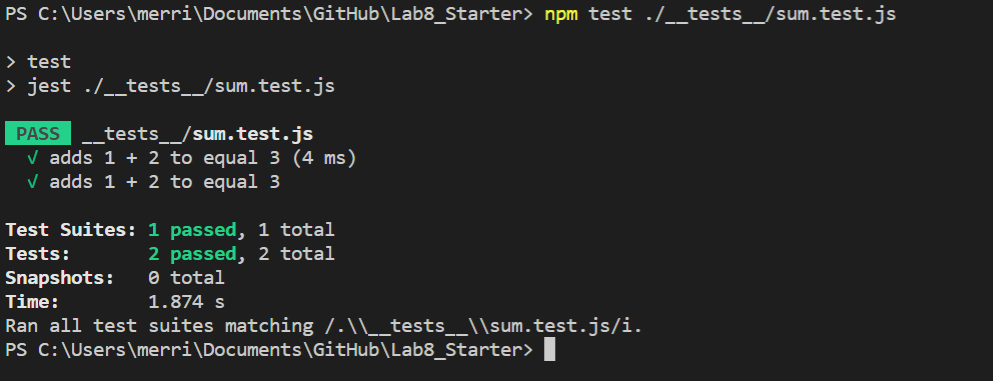 PS C:\Users\merri\Documents\GitHub\Lab8_Starter> npm test ./__tests__/sum.test.js
> test
> jest ./__tests__/sum.test.js
PASS __tests__/sum.test.js
√ adds 1 + 2 to equal 3 (4 ms)
√ adds 1 + 2 to equal 3
Test Suites: 1 passed, 1 total
Tests: 2 passed, 2 total
Snapshots: 0 total
Time: 1.874 s
Ran all test suites matching /.\\__tests__\\sum.test.js/i.
PS C:\Users\merri\Documents\GitHub\Lab8_Starter>